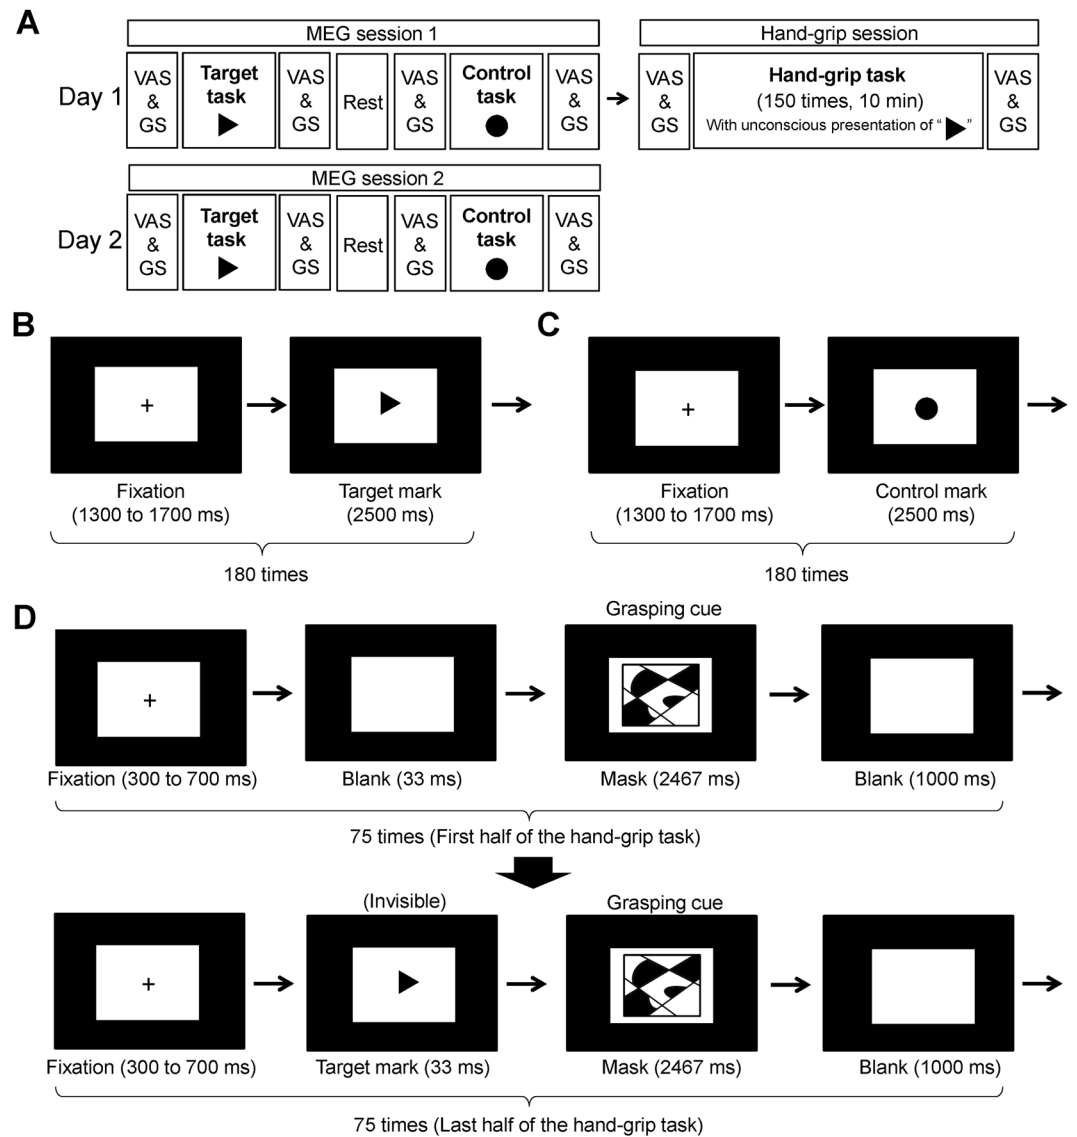 A
MEG session 1
Hand-grip session
Day 1
VAS
&
GS
Target
task
VAS
&
GS
Rest
VAS
&
GS
Control
task
VAS
&
GS
VAS
&
GS
Hand-grip task
(150 times, 10 min)
With unconscious presentation of “▶”
VAS
&
GS
MEG session 2
Day 2
VAS
&
GS
Target
task
VAS
&
GS
Rest
VAS
&
GS
Control
task
VAS
&
GS
B
+
Fixation
(1300 to 1700 ms)
Target mark
(2500 ms)
180 times
C
+
Fixation
(1300 to 1700 ms)
Control mark
(2500 ms)
180 times
D
Grasping cue
+
Fixation (300 to 700 ms)
Blank (33 ms)
Mask (2467 ms)
Blank (1000 ms)
75 times (First half of the hand-grip task)
(Invisible)
Grasping cue
+
Fixation (300 to 700 ms)
Target mark (33 ms)
Mask (2467 ms)
Blank (1000 ms)
75 times (Last half of the hand-grip task)